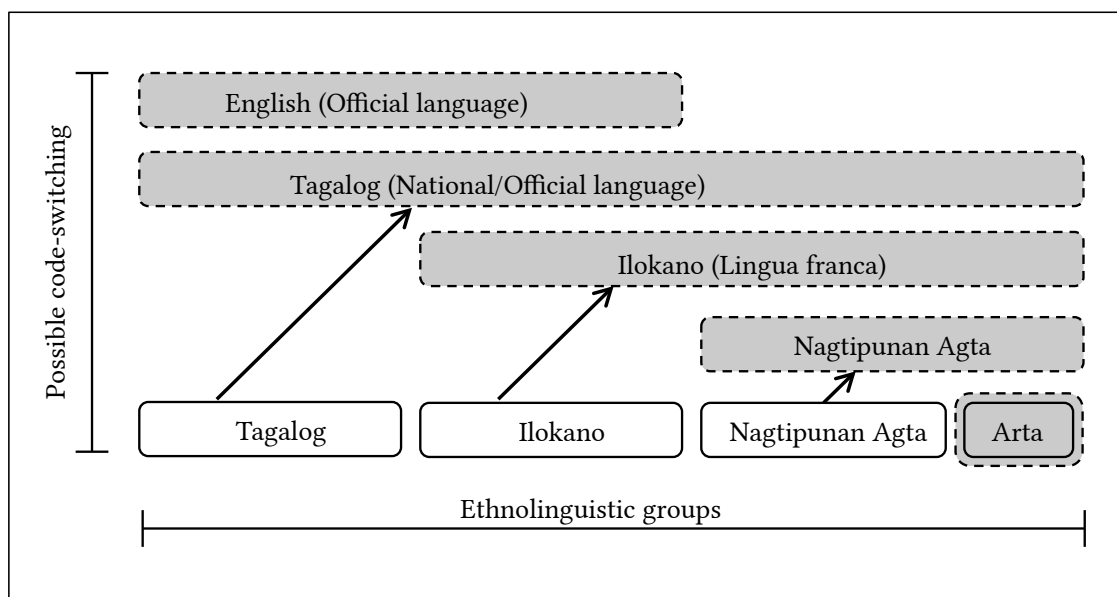 English (Official language)
Tagalog (National/Official language)
Ilokano (Lingua franca)
Nagtipunan Agta
Tagalog
Ilokano
Nagtipunan Agta
Arta
Possible code-switching
Ethnolinguistic groups